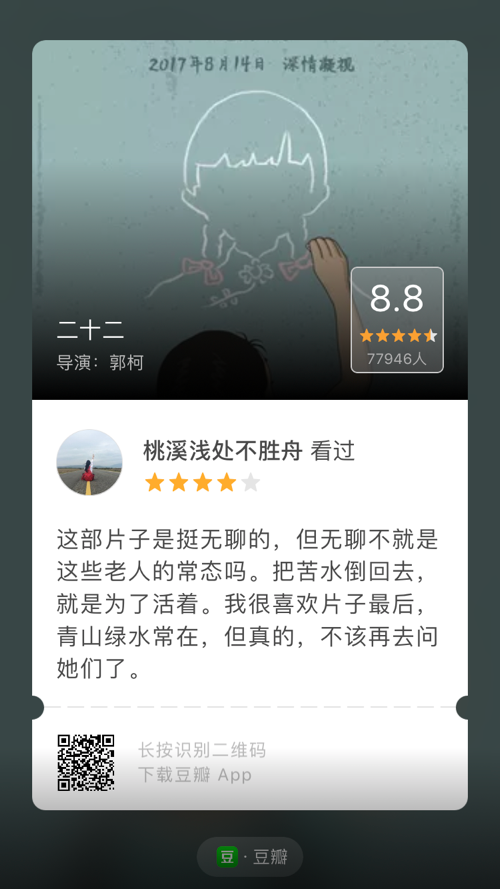 2017年8月14日 深情凝视
8.8
77946人
二十二
导演：郭柯
桃溪浅处不胜舟 看过
这部片子是挺无聊的，但无聊不就是
这些老人的常态吗。把苦水倒回去，
就是为了活着。我很喜欢片子最后，
青山绿水常在，但真的，不该再去问
她们了。
长按识别二维码
下载豆瓣 App
豆 · 豆瓣